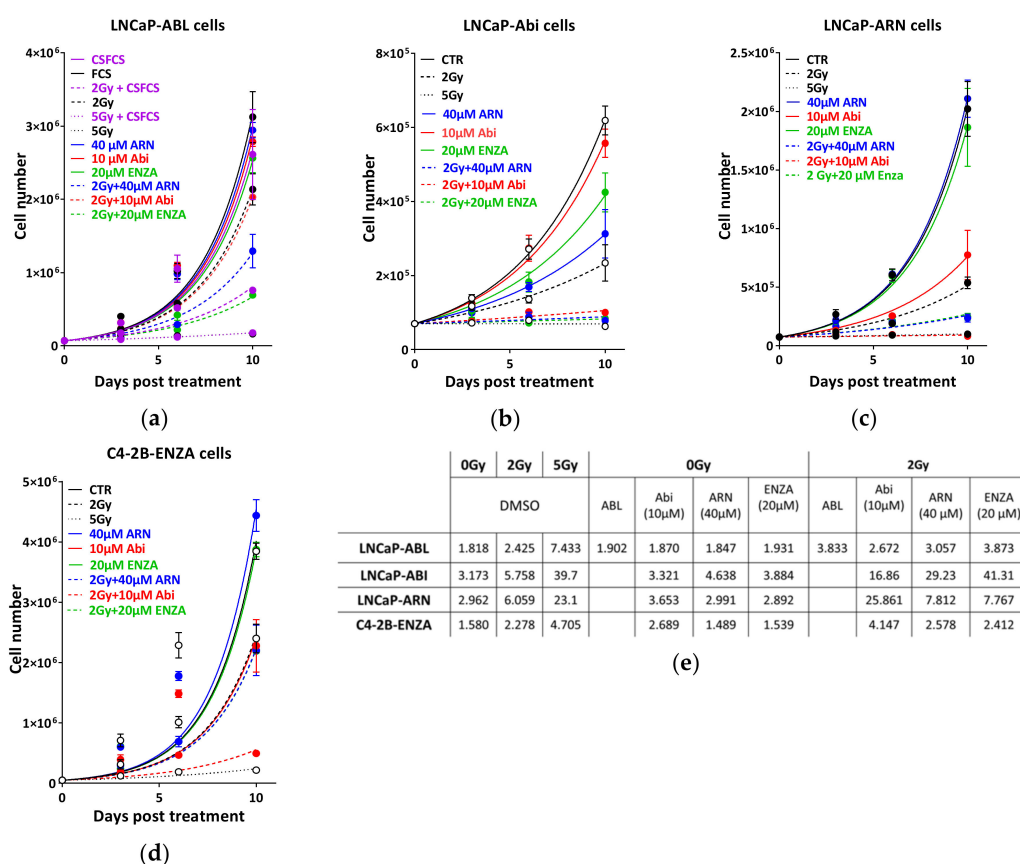 LNCaP-ABL cells
4×10⁶
3×10⁶
2×10⁶
1×10⁶
0
Cell number
CSFCS
FCS
2Gy + CSFCS
2Gy
5Gy + CSFCS
5Gy
40 µM ARN
10 µM Abi
20µM ENZA
2Gy+40µM ARN
2Gy+10µM Abi
2Gy+20µM ENZA
0 5 10
Days post treatment
(a)
LNCaP-Abi cells
8×10⁵
6×10⁵
4×10⁵
2×10⁵
0
Cell number
CTR
2Gy
5Gy
40µM ARN
10µM Abi
20µM ENZA
2Gy+40µM ARN
2Gy+10µM Abi
2Gy+20µM ENZA
0 5 10
Days post treatment
(b)
LNCaP-ARN cells
2.5×10⁶
2×10⁶
1.5×10⁶
1×10⁶
5×10⁵
0
Cell number
CTR
2Gy
5Gy
40µM ARN
10µM Abi
20µM ENZA
2Gy+40µM ARN
2Gy+10µM Abi
2 Gy+20 µM Enza
0 5 10
Days post treatment
(c)
C4-2B-ENZA cells
5×10⁶
4×10⁶
3×10⁶
2×10⁶
1×10⁶
0
Cell number
CTR
2Gy
5Gy
40µM ARN
10µM Abi
20µM ENZA
2Gy+40µM ARN
2Gy+10µM Abi
2Gy+20µM ENZA
0 5 10
Days post treatment
(d)
0Gy 2Gy 5Gy 0Gy 2Gy
DMSO ABL Abi (10µM) ARN (40µM) ENZA (20µM) ABL Abi (10µM) ARN (40 µM) ENZA (20 µM)
LNCaP-ABL 1.818 2.425 7.433 1.902 1.870 1.847 1.931 3.833 2.672 3.057 3.873
LNCaP-ABI 3.173 5.758 39.7 3.321 4.638 3.884 16.86 29.23 41.31
LNCaP-ARN 2.962 6.059 23.1 3.653 2.991 2.892 25.861 7.812 7.767
C4-2B-ENZA 1.580 2.278 4.705 2.689 1.489 1.539 4.147 2.578 2.412
(e)